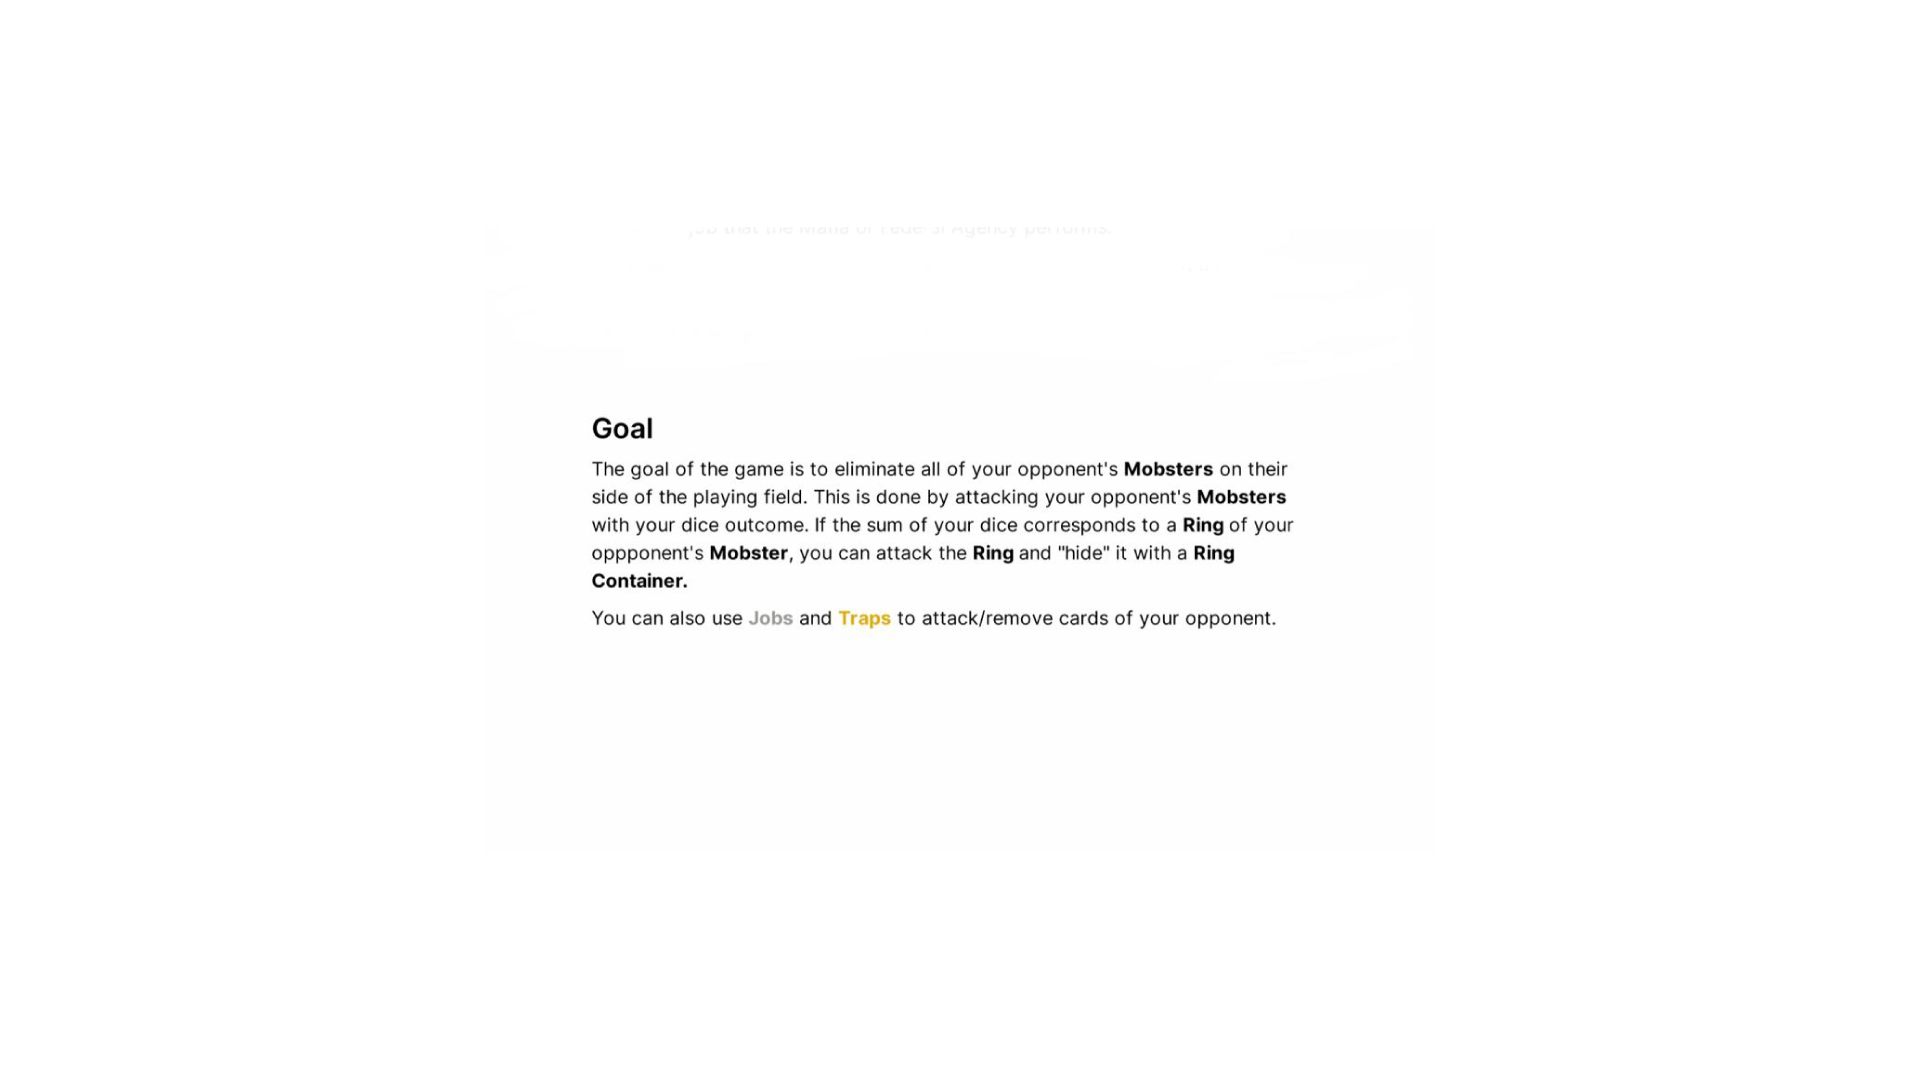 job that the Mafia or Federal Agency performs.
Goal
The goal of the game is to eliminate all of your opponent's Mobsters on their
side of the playing field. This is done by attacking your opponent's Mobsters
with your dice outcome. If the sum of your dice corresponds to a Ring of your
oppponent's Mobster, you can attack the Ring and "hide" it with a Ring
Container.
You can also use Jobs and Traps to attack/remove cards of your opponent.